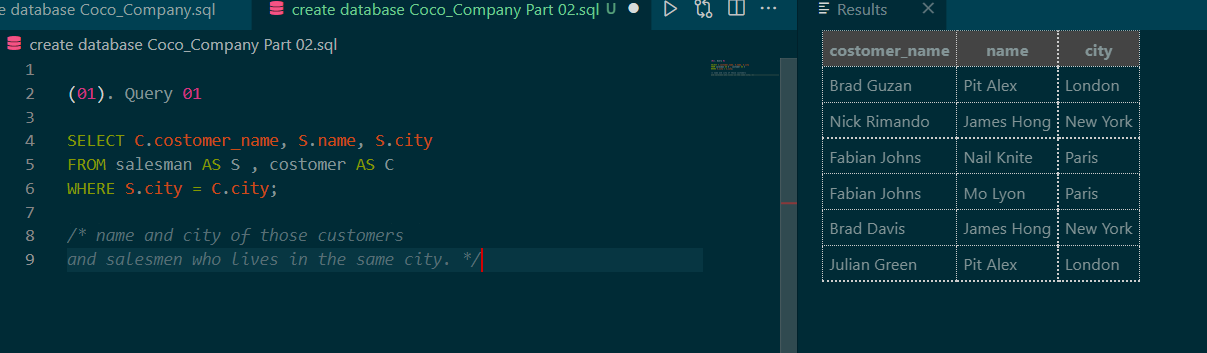 e database Coco_Company.sql
create database Coco_Company Part 02.sql U
Results
create database Coco_Company Part 02.sql
1
2 (01). Query 01
3
4 SELECT C.costomer_name, S.name, S.city
5 FROM salesman AS S , costomer AS C
6 WHERE S.city = C.city;
7
8 /* name and city of those customers
9 and salesmen who lives in the same city. */
costomer_name name city
Brad Guzan Pit Alex London
Nick Rimando James Hong New York
Fabian Johns Nail Knite Paris
Fabian Johns Mo Lyon Paris
Brad Davis James Hong New York
Julian Green Pit Alex London